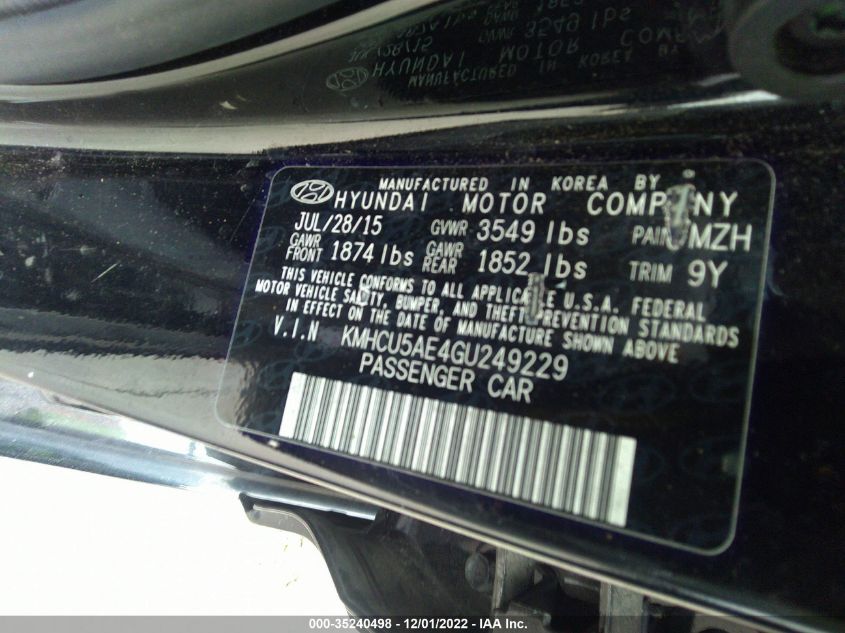 MANUFACTURED IN KOREA BY
HYUNDAI MOTOR COMPANY
JUL/28/15 GVWR 3549 lbs PAINT MZH
GAWR FRONT 1874 lbs GAWR REAR 1852 lbs TRIM 9Y
THIS VEHICLE CONFORMS TO ALL APPLICABLE U.S.A. FEDERAL
MOTOR VEHICLE SAFETY, BUMPER, AND THEFT PREVENTION STANDARDS
IN EFFECT ON THE DATE OF MANUFACTURE SHOWN ABOVE
V.I.N KMHCU5AE4GU249229
PASSENGER CAR
000-35240498 - 12/01/2022 - IAA Inc.